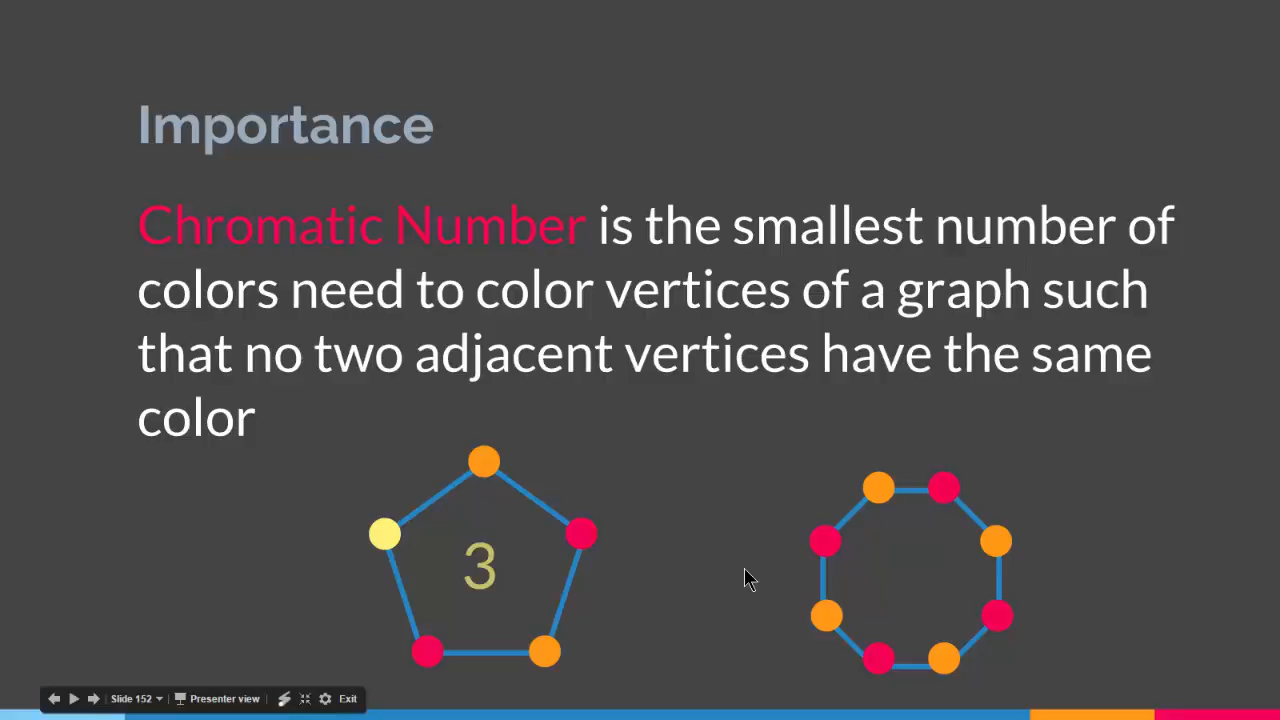 Importance
Chromatic Number is the smallest number of
colors need to color vertices of a graph such
that no two adjacent vertices have the same
color
3
Slide 152
Presenter view
Exit